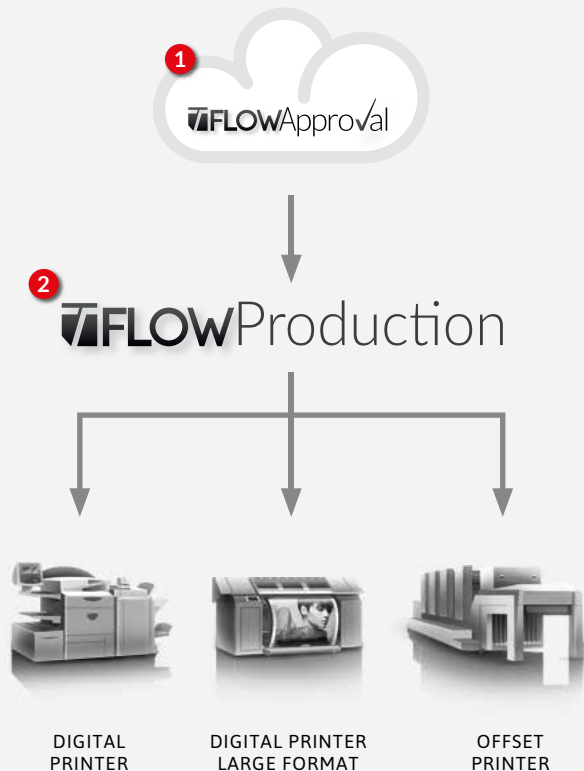 1
TFLOWApproval
2
TFLOWProduction
DIGITAL
PRINTER
DIGITAL PRINTER
LARGE FORMAT
OFFSET
PRINTER